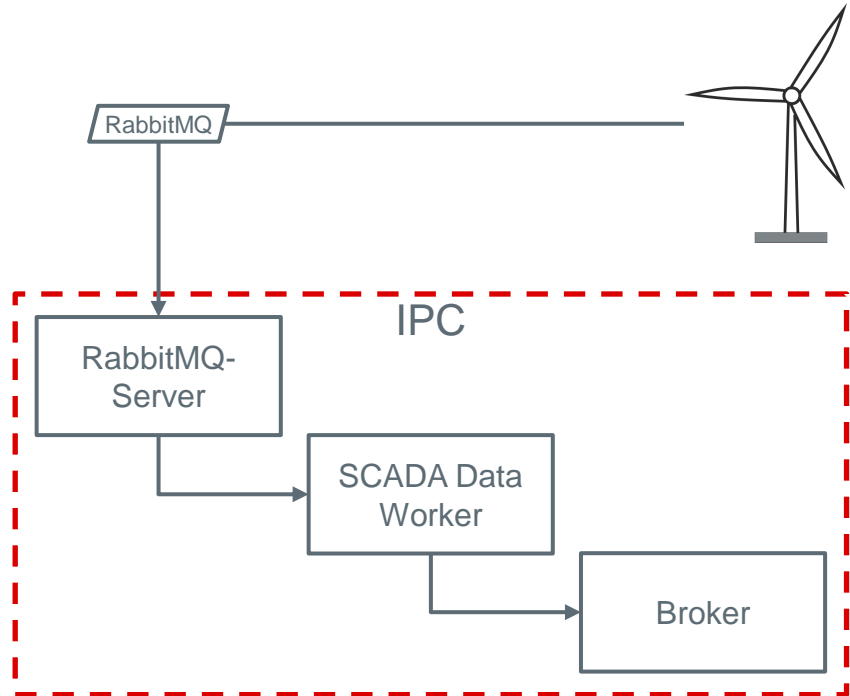 RabbitMQ
IPC
RabbitMQ-
Server
SCADA Data
Worker
Broker